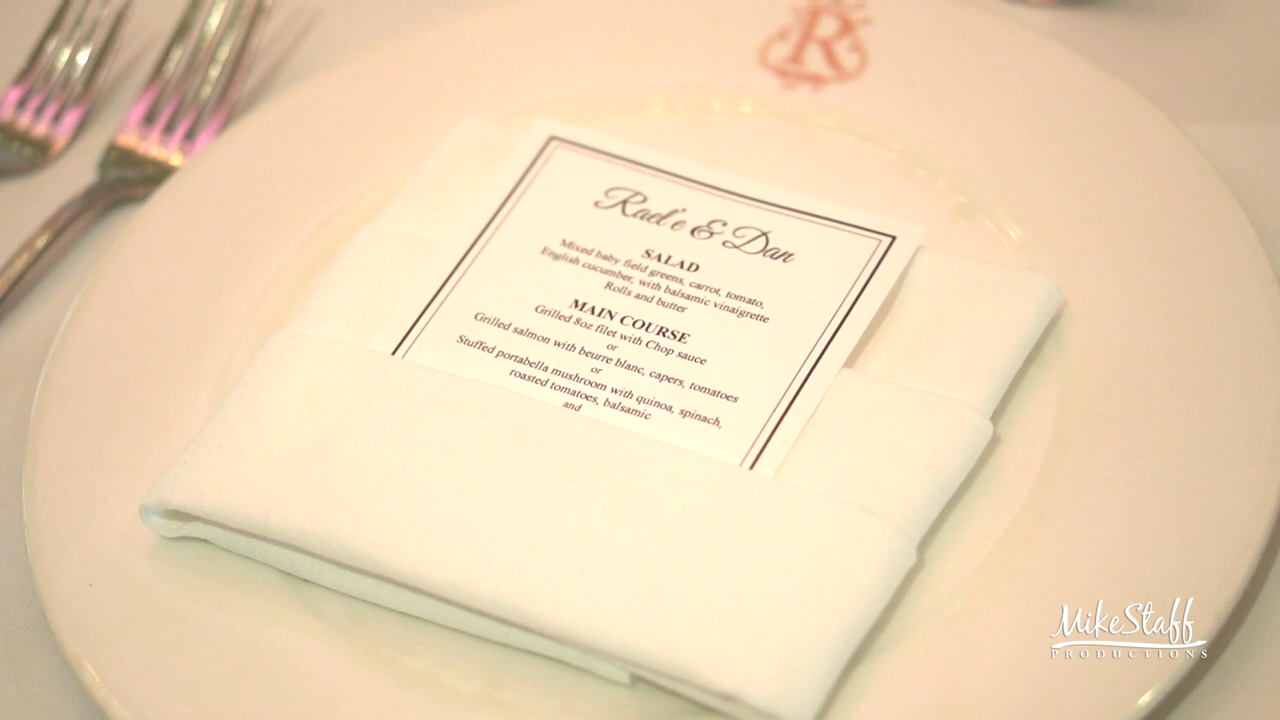 R
Rael's & Dan
SALAD
Mixed baby field greens, carrot, tomato,
English cucumber, with balsamic vinaigrette
Rolls and butter
MAIN COURSE
Grilled 8oz filet with Chop sauce
or
Grilled salmon with beurre blanc, capers, tomatoes
or
Stuffed portabella mushroom with quinoa, spinach,
roasted tomatoes, balsamic
and
MikeStaff
PRODUCTIONS